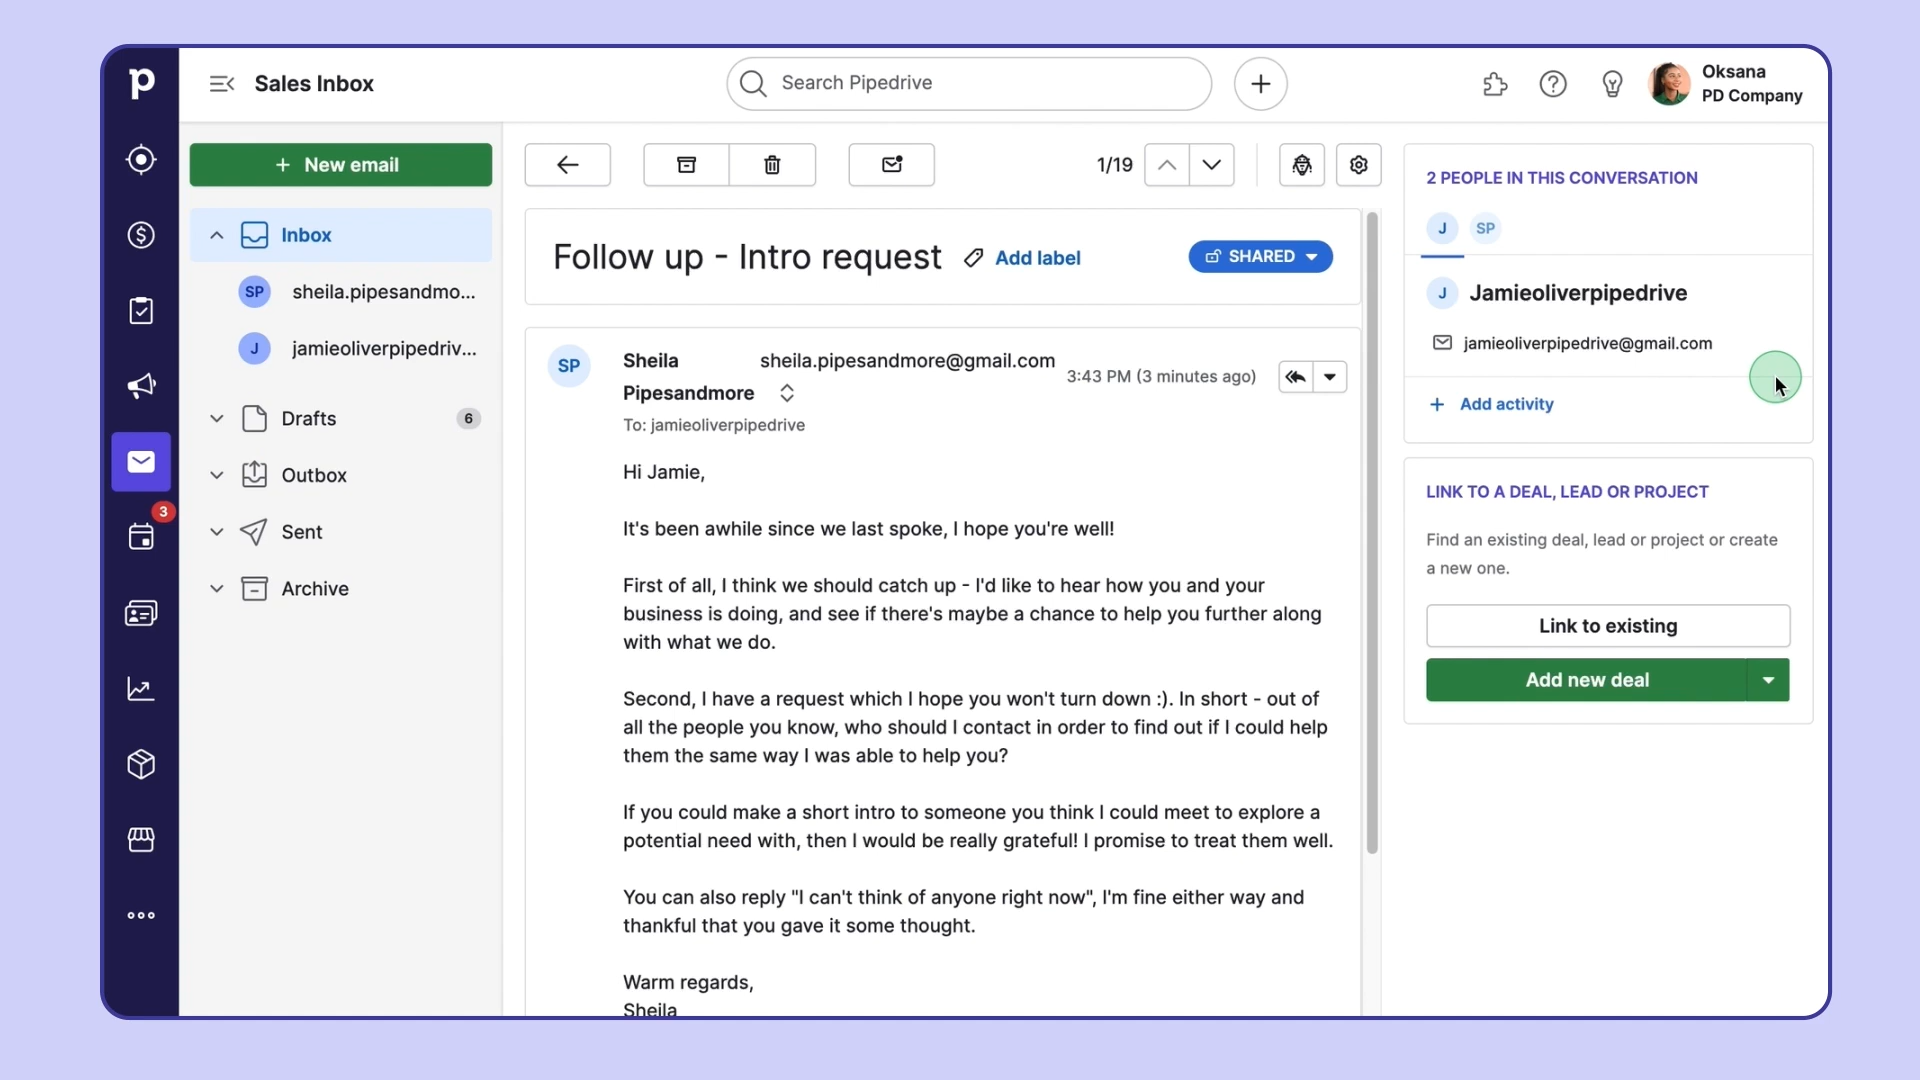 p
Sales Inbox
Search Pipedrive
Oksana
PD Company
+ New email
Inbox
SP sheila.pipesandmo...
J jamieoliverpipedriv...
Drafts 6
Outbox
Sent
Archive
3
1/19
Follow up - Intro request
Add label
SHARED
SP
Sheila
Pipesandmore
sheila.pipesandmore@gmail.com
3:43 PM (3 minutes ago)
To: jamieoliverpipedrive
Hi Jamie,
It's been awhile since we last spoke, I hope you're well!
First of all, I think we should catch up - I'd like to hear how you and your
business is doing, and see if there's maybe a chance to help you further along
with what we do.
Second, I have a request which I hope you won't turn down :). In short - out of
all the people you know, who should I contact in order to find out if I could help
them the same way I was able to help you?
If you could make a short intro to someone you think I could meet to explore a
potential need with, then I would be really grateful! I promise to treat them well.
You can also reply "I can't think of anyone right now", I'm fine either way and
thankful that you gave it some thought.
Warm regards,
Sheila
2 PEOPLE IN THIS CONVERSATION
J SP
J Jamieoliverpipedrive
jamieoliverpipedrive@gmail.com
+ Add activity
LINK TO A DEAL, LEAD OR PROJECT
Find an existing deal, lead or project or create
a new one.
Link to existing
Add new deal